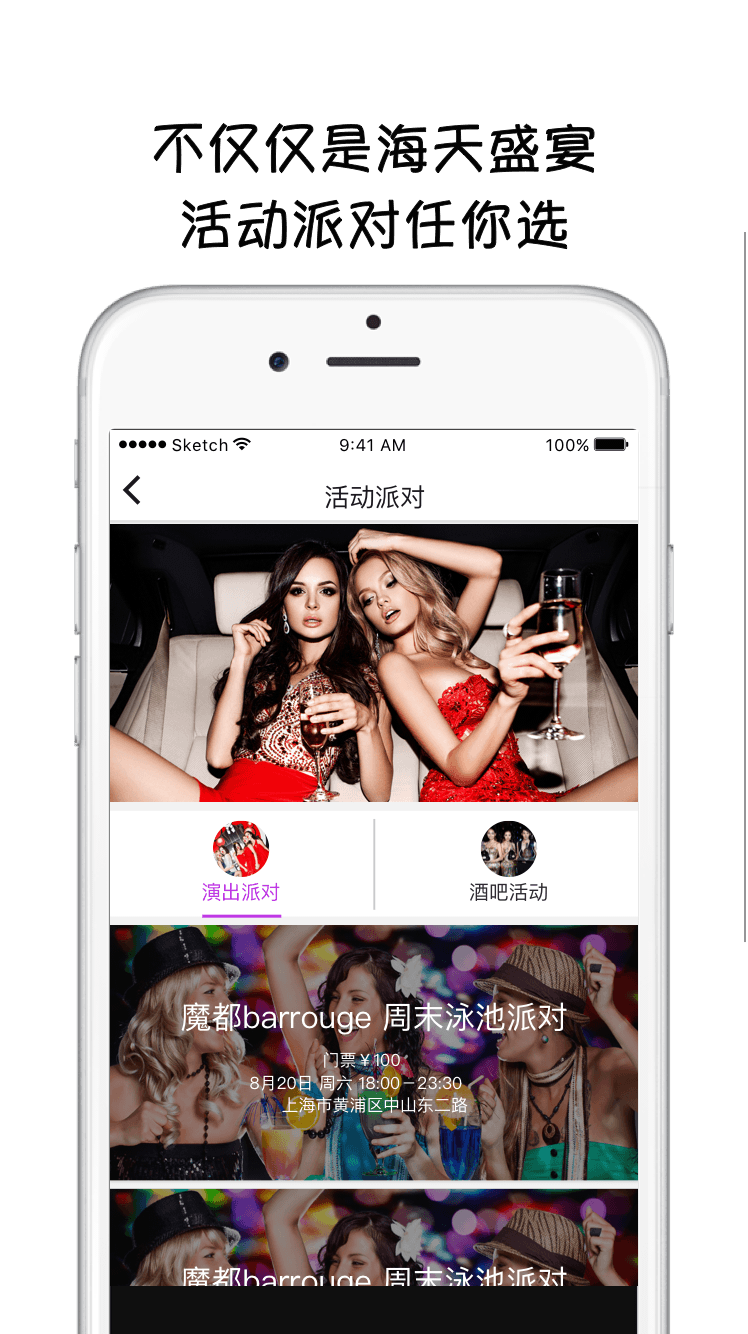 不仅仅是海天盛宴
活动派对任你选
Sketch 9:41 AM 100%
活动派对
演出派对 酒吧活动
魔都barrouge 周末泳池派对
门票￥100
8月20日 周六 18:00－23:30
上海市黄浦区中山东二路
魔都barrouge 周末泳池派对